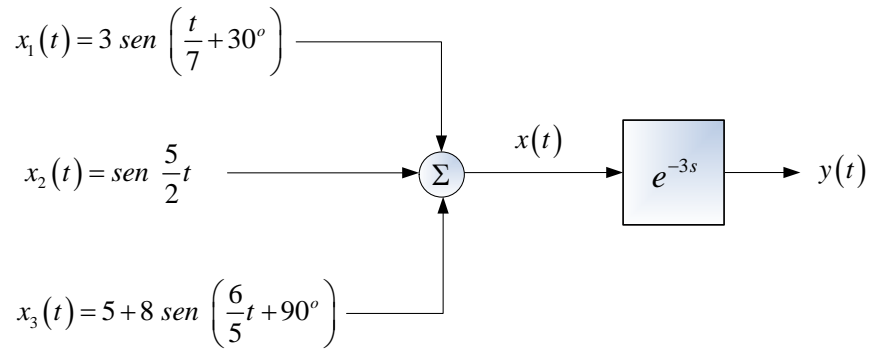 x₁(t) = 3 sen (t/7 + 30°)
x₂(t) = sen 5/2 t
x₃(t) = 5 + 8 sen (6/5 t + 90°)
Σ
x(t)
e⁻³ˢ
y(t)